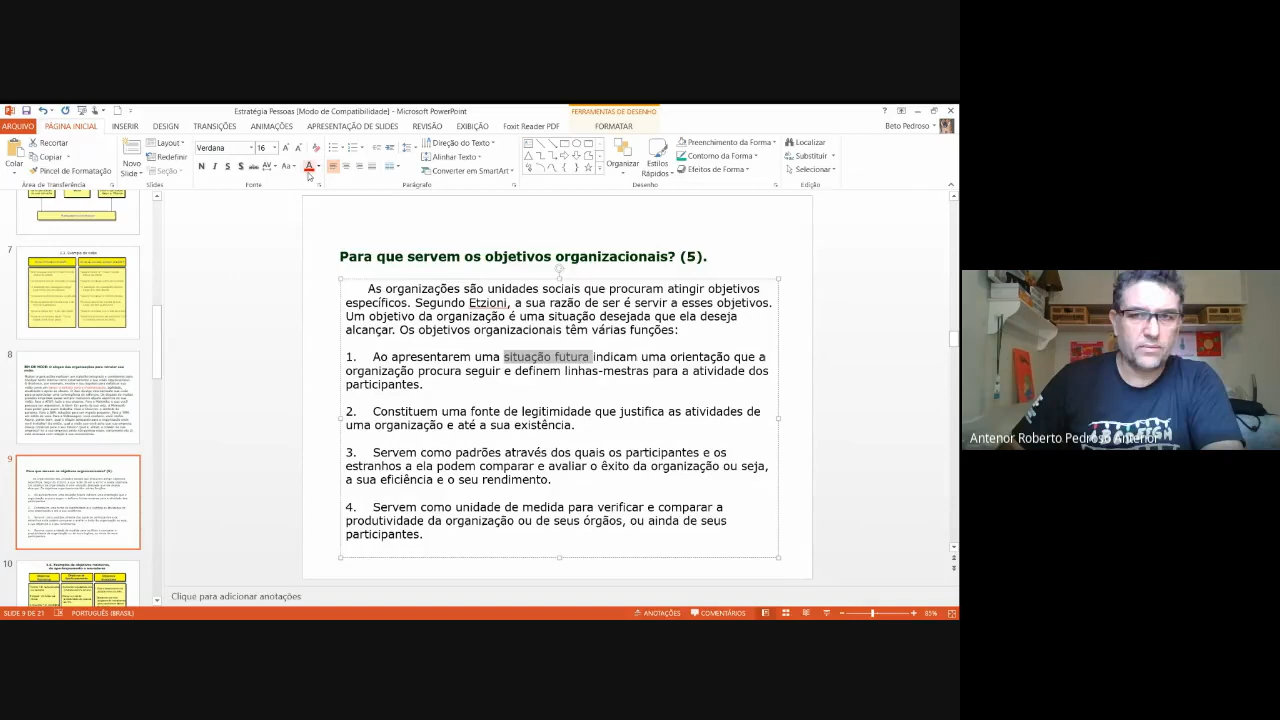 Estratégia Pessoas [Modo de Compatibilidade] - Microsoft PowerPoint
FERRAMENTAS DE DESENHO
ARQUIVO PÁGINA INICIAL INSERIR DESIGN TRANSIÇÕES ANIMAÇÕES APRESENTAÇÃO DE SLIDES REVISÃO EXIBIÇÃO Foxit Reader PDF FORMATAR Beto Pedroso
Colar
Recortar
Copiar
Pincel de Formatação
Área de Transferência
Novo
Slide
Layout
Redefinir
Seção
Slides
Verdana 16
N I S S abc AV Aa A
Fonte
Direção do Texto
Alinhar Texto
Converter em SmartArt
Parágrafo
Organizar
Estilos
Rápidos
Preenchimento da Forma
Contorno da Forma
Efeitos de Forma
Desenho
Localizar
Substituir
Selecionar
Edição
7
8
9
10
Para que servem os objetivos organizacionais? (5).
As organizações são unidades sociais que procuram atingir objetivos
específicos. Segundo Etzioni, a sua razão de ser é servir a esses objetivos.
Um objetivo da organização é uma situação desejada que ela deseja
alcançar. Os objetivos organizacionais têm várias funções:
1. Ao apresentarem uma situação futura indicam uma orientação que a
organização procura seguir e definem linhas-mestras para a atividade dos
participantes.
2. Constituem uma fonte de legitimidade que justifica as atividades de
uma organização e até a sua existência.
3. Servem como padrões através dos quais os participantes e os
estranhos a ela podem comparar e avaliar o êxito da organização ou seja,
a sua eficiência e o seu rendimento.
4. Servem como unidade de medida para verificar e comparar a
produtividade da organização ou de seus órgãos, ou ainda de seus
participantes.
Clique para adicionar anotações
SLIDE 9 DE 21 PORTUGUÊS (BRASIL) ANOTAÇÕES COMENTÁRIOS 85%
Antenor Roberto Pedroso Antenor